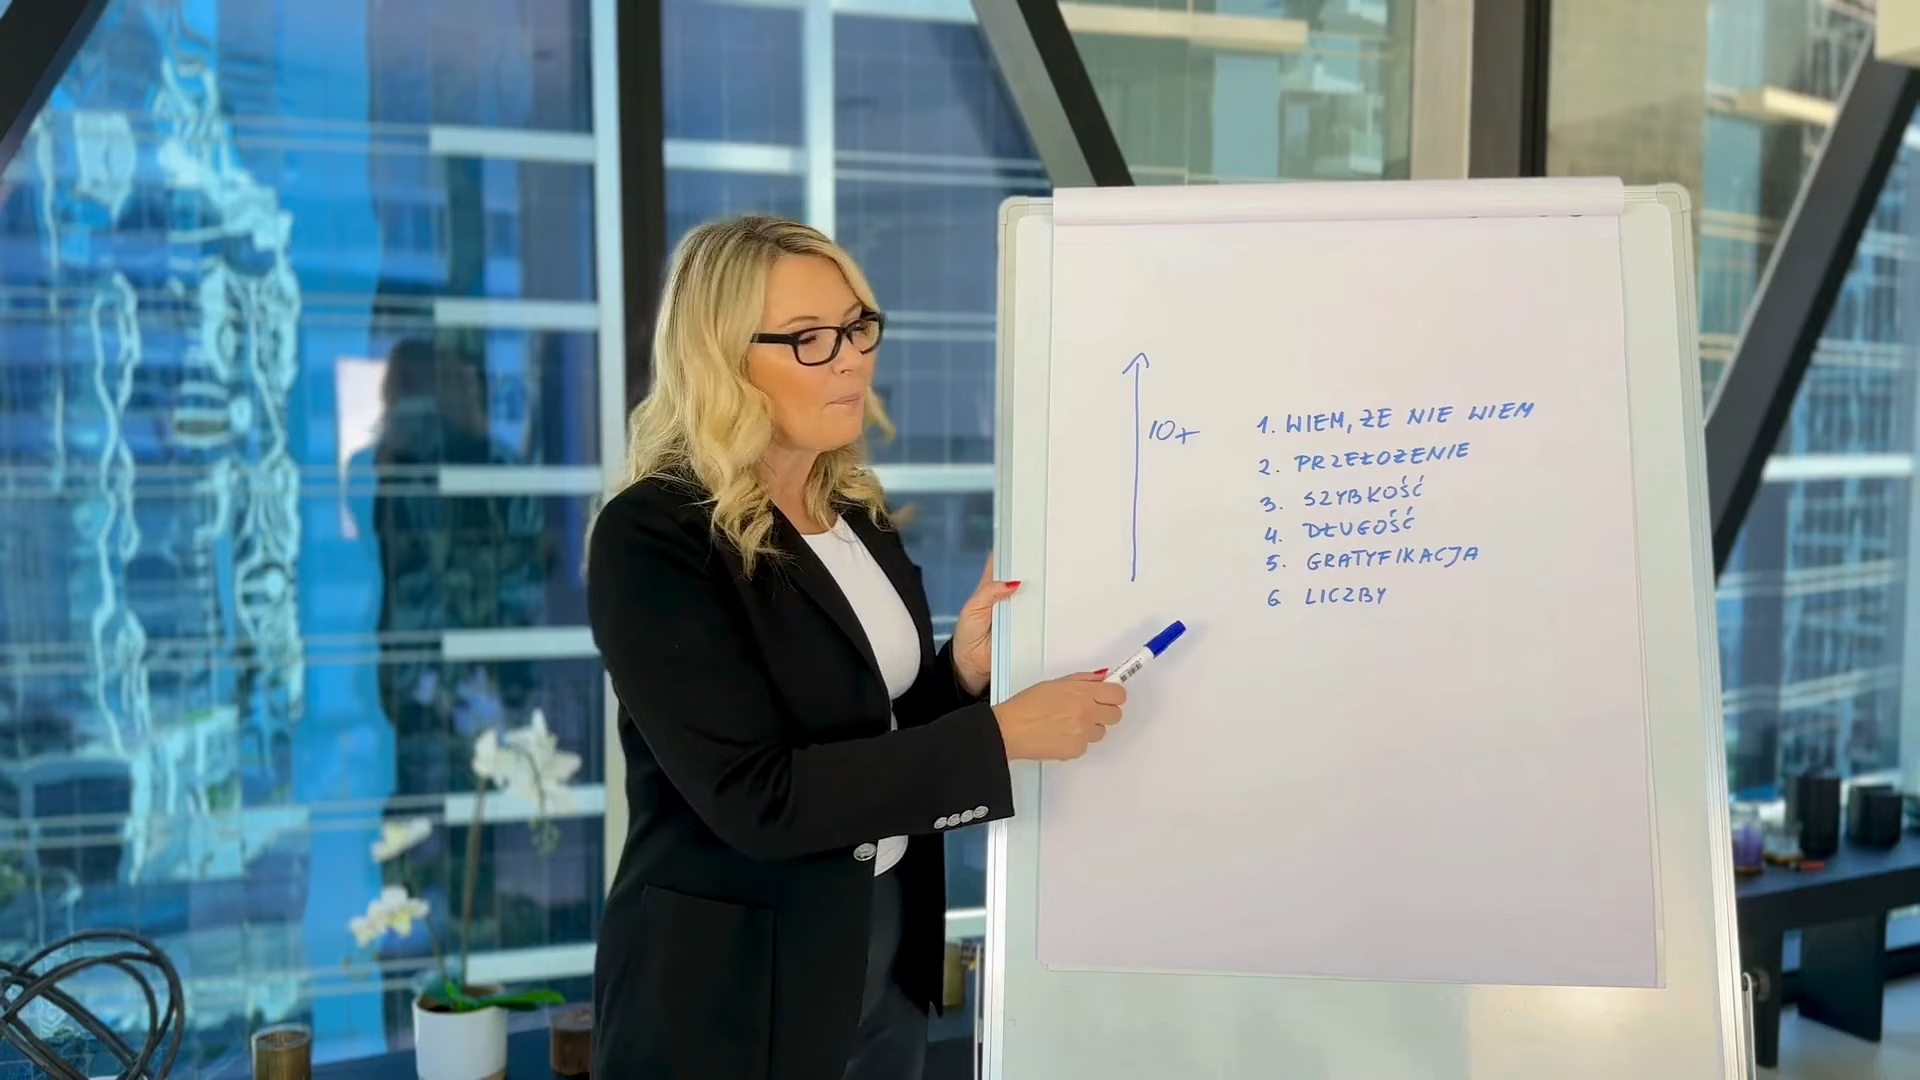 10+
1. WIEM, ŻE NIE WIEM
2. PRZEŁOŻENIE
3. SZYBKOŚĆ
4. DŁUGOŚĆ
5. GRATYFIKACJA
6 LICZBY